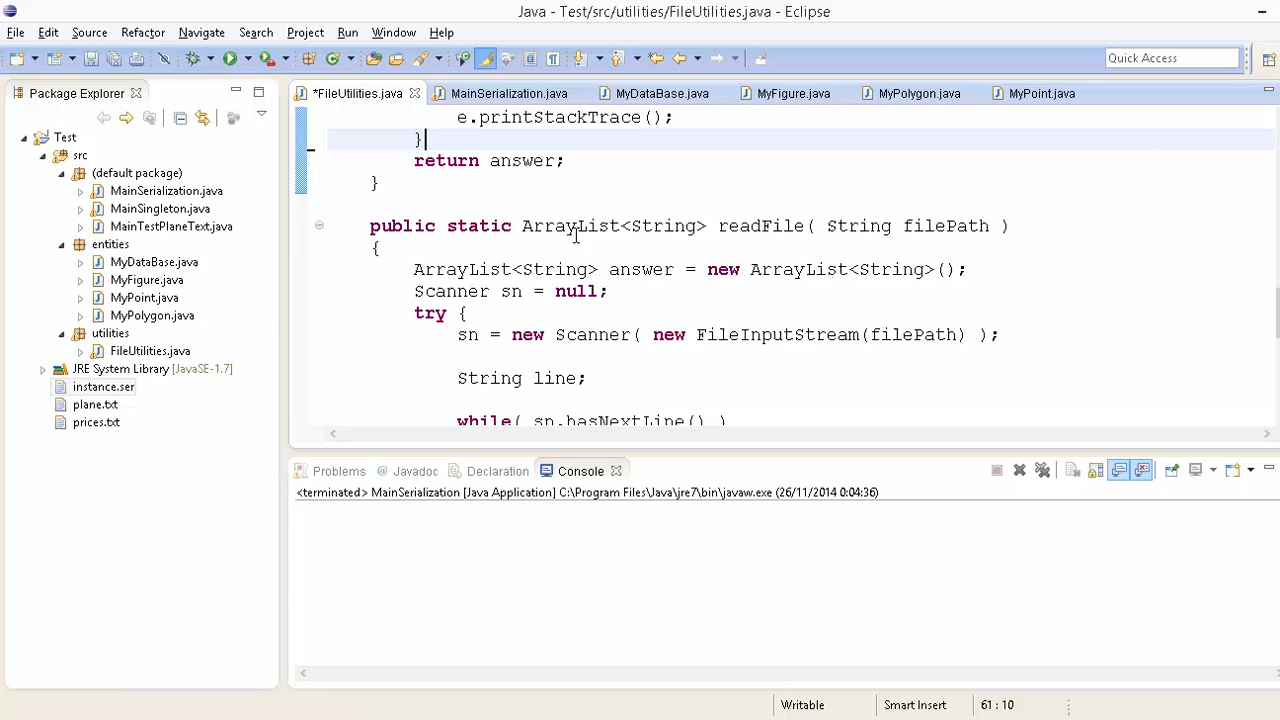 Java - Test/src/utilities/FileUtilities.java - Eclipse
File Edit Source Refactor Navigate Search Project Run Window Help
Quick Access
Package Explorer
*FileUtilities.java MainSerialization.java MyDataBase.java MyFigure.java MyPolygon.java MyPoint.java
Test
src
(default package)
MainSerialization.java
MainSingleton.java
MainTestPlaneText.java
entities
MyDataBase.java
MyFigure.java
MyPoint.java
MyPolygon.java
utilities
FileUtilities.java
JRE System Library [JavaSE-1.7]
instance.ser
plane.txt
prices.txt
e.printStackTrace();
}
return answer;
}
public static ArrayList<String> readFile( String filePath )
{
ArrayList<String> answer = new ArrayList<String>();
Scanner sn = null;
try {
sn = new Scanner( new FileInputStream(filePath) );
String line;
while( sn.hasNextLine() )
Problems Javadoc Declaration Console
<terminated> MainSerialization [Java Application] C:\Program Files\Java\jre7\bin\javaw.exe (26/11/2014 0:04:36)
Writable Smart Insert 61 : 10